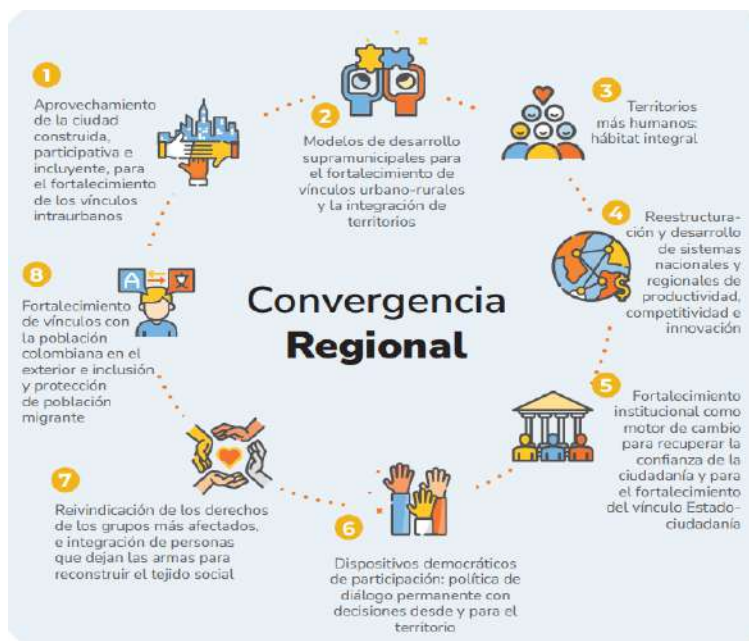 1
Aprovechamiento
de la ciudad
construida,
participativa e
incluyente, para
el fortalecimiento
de los vínculos
intraurbanos
2
Modelos de desarrollo
supramunicipales para
el fortalecimiento de
vínculos urbano-rurales
y la integración de
territorios
3
Territorios
más humanos:
hábitat integral
4
Reestructura-
ción y desarrollo
de sistemas
nacionales y
regionales de
productividad,
competitividad e
innovación
Convergencia
Regional
5
Fortalecimiento
institucional como
motor de cambio
para recuperar la
confianza de la
ciudadanía y para
el fortalecimiento
del vínculo Estado-
ciudadanía
6
Dispositivos democráticos
de participación: política de
diálogo permanente con
decisiones desde y para el
territorio
7
Reivindicación de los derechos
de los grupos más afectados,
e integración de personas
que dejan las armas para
reconstruir el tejido social
8
A
Fortalecimiento
de vínculos con
la población
colombiana en el
exterior e inclusión
y protección
de población
migrante